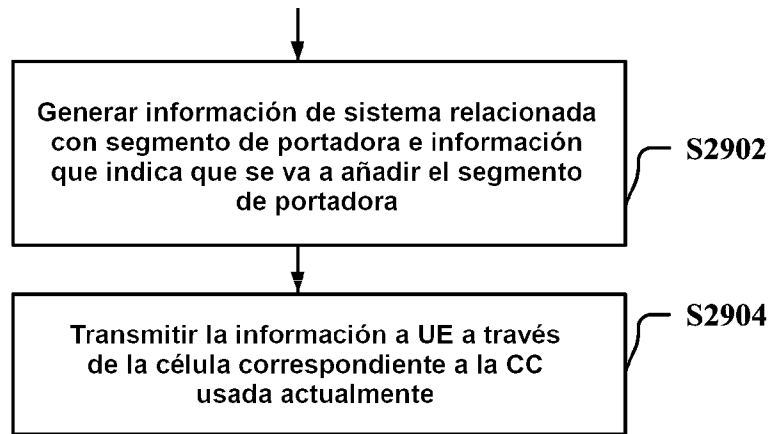 Generar información de sistema relacionada
con segmento de portadora e información
que indica que se va a añadir el segmento
de portadora
S2902
Transmitir la información a UE a través
de la célula correspondiente a la CC
usada actualmente
S2904